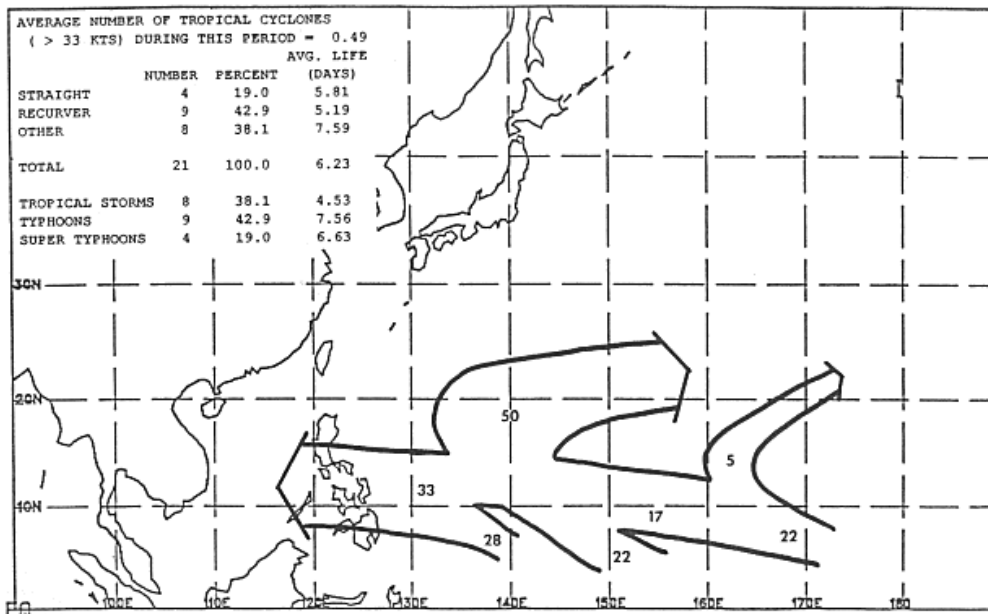 AVERAGE NUMBER OF TROPICAL CYCLONES
( > 33 KTS) DURING THIS PERIOD = 0.49
AVG. LIFE
NUMBER PERCENT (DAYS)
STRAIGHT 4 19.0 5.81
RECURVER 9 42.9 5.19
OTHER 8 38.1 7.59
TOTAL 21 100.0 6.23
TROPICAL STORMS 8 38.1 4.53
TYPHOONS 9 42.9 7.56
SUPER TYPHOONS 4 19.0 6.63
30N
20N
50
5
33
10N
17
28
22
22
EQ
100E
110E
120E
130E
140E
150E
160E
170E
180